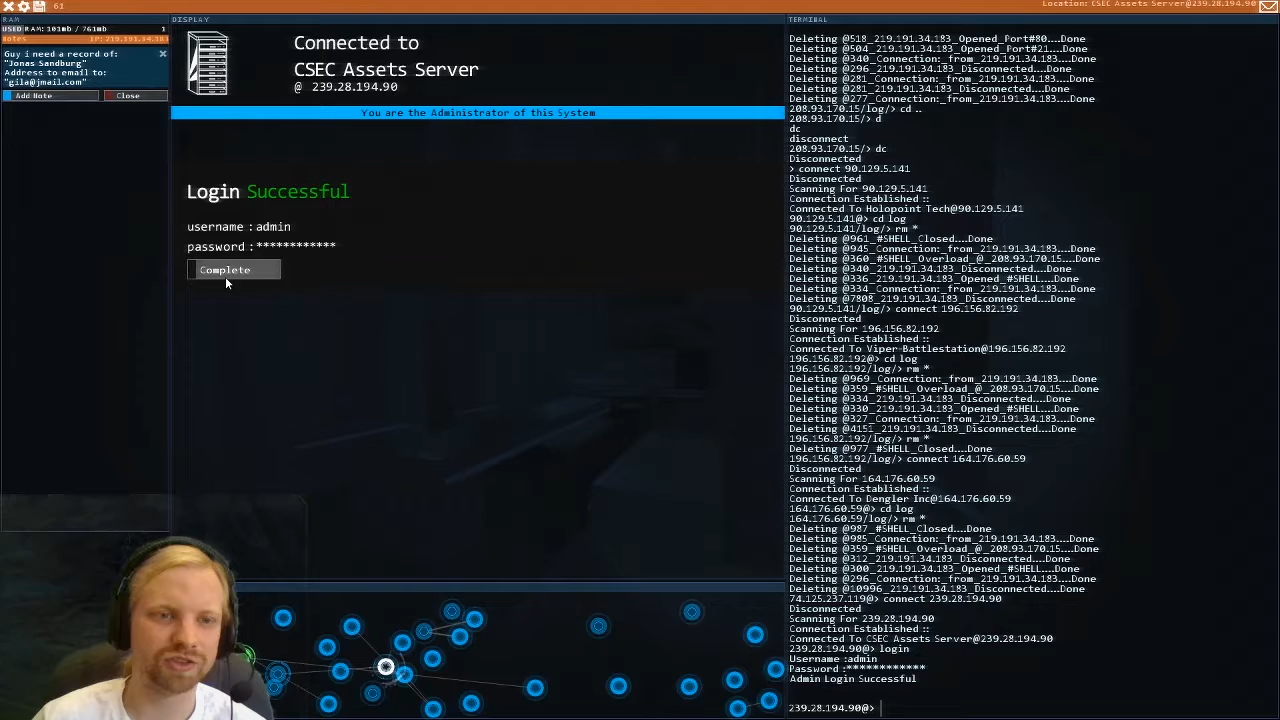 61
Location: CSEC Assets Server@239.28.194.90
RAM
DISPLAY
TERMINAL
USED RAM: 101mb / 761mb
1
notes
IP: 219.191.34.183
Guy i need a record of:
"Jonas Sandburg"
Address to email to:
"gila@jmail.com"
Add Note
Close
Connected to
CSEC Assets Server
@ 239.28.194.90
You are the Administrator of this System
Login Successful
username : admin
password : ************
Complete
Deleting @518_219.191.34.183_Opened_Port#80....Done
Deleting @504_219.191.34.183_Opened_Port#21....Done
Deleting @340_Connection:_from_219.191.34.183....Done
Deleting @296_219.191.34.183_Disconnected....Done
Deleting @281_Connection:_from_219.191.34.183....Done
Deleting @281_219.191.34.183_Disconnected....Done
Deleting @277_Connection:_from_219.191.34.183....Done
208.93.170.15/log/> cd ..
208.93.170.15/> d
dc
disconnect
208.93.170.15/> dc
Disconnected
> connect 90.129.5.141
Disconnected
Scanning For 90.129.5.141
Connection Established ::
Connected To Holopoint Tech@90.129.5.141
90.129.5.141@> cd log
90.129.5.141/log/> rm *
Deleting @961_#SHELL_Closed....Done
Deleting @945_Connection:_from_219.191.34.183....Done
Deleting @360_#SHELL_Overload_@_208.93.170.15....Done
Deleting @340_219.191.34.183_Disconnected....Done
Deleting @336_219.191.34.183_Opened_#SHELL....Done
Deleting @334_Connection:_from_219.191.34.183....Done
Deleting @7808_219.191.34.183_Disconnected....Done
90.129.5.141/log/> connect 196.156.82.192
Disconnected
Scanning For 196.156.82.192
Connection Established ::
Connected To Viper-Battlestation@196.156.82.192
196.156.82.192@> cd log
196.156.82.192/log/> rm *
Deleting @969_Connection:_from_219.191.34.183....Done
Deleting @359_#SHELL_Overload_@_208.93.170.15....Done
Deleting @334_219.191.34.183_Disconnected....Done
Deleting @330_219.191.34.183_Opened_#SHELL....Done
Deleting @327_Connection:_from_219.191.34.183....Done
Deleting @4151_219.191.34.183_Disconnected....Done
196.156.82.192/log/> rm *
Deleting @977_#SHELL_Closed....Done
196.156.82.192/log/> connect 164.176.60.59
Disconnected
Scanning For 164.176.60.59
Connection Established ::
Connected To Dengler Inc@164.176.60.59
164.176.60.59@> cd log
164.176.60.59/log/> rm *
Deleting @987_#SHELL_Closed....Done
Deleting @985_Connection:_from_219.191.34.183....Done
Deleting @359_#SHELL_Overload_@_208.93.170.15....Done
Deleting @312_219.191.34.183_Disconnected....Done
Deleting @300_219.191.34.183_Opened_#SHELL....Done
Deleting @296_Connection:_from_219.191.34.183....Done
Deleting @10996_219.191.34.183_Disconnected....Done
74.125.237.119@> connect 239.28.194.90
Disconnected
Scanning For 239.28.194.90
Connection Established ::
Connected To CSEC Assets Server@239.28.194.90
239.28.194.90@> login
Username :admin
Password :************
Admin Login Successful
239.28.194.90@>